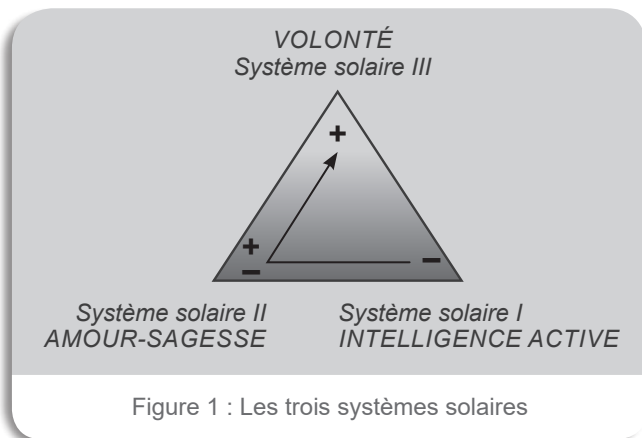 VOLONTÉ
Système solaire III
+
+
−
−
Système solaire II
AMOUR-SAGESSE
Système solaire I
INTELLIGENCE ACTIVE
Figure 1 : Les trois systèmes solaires